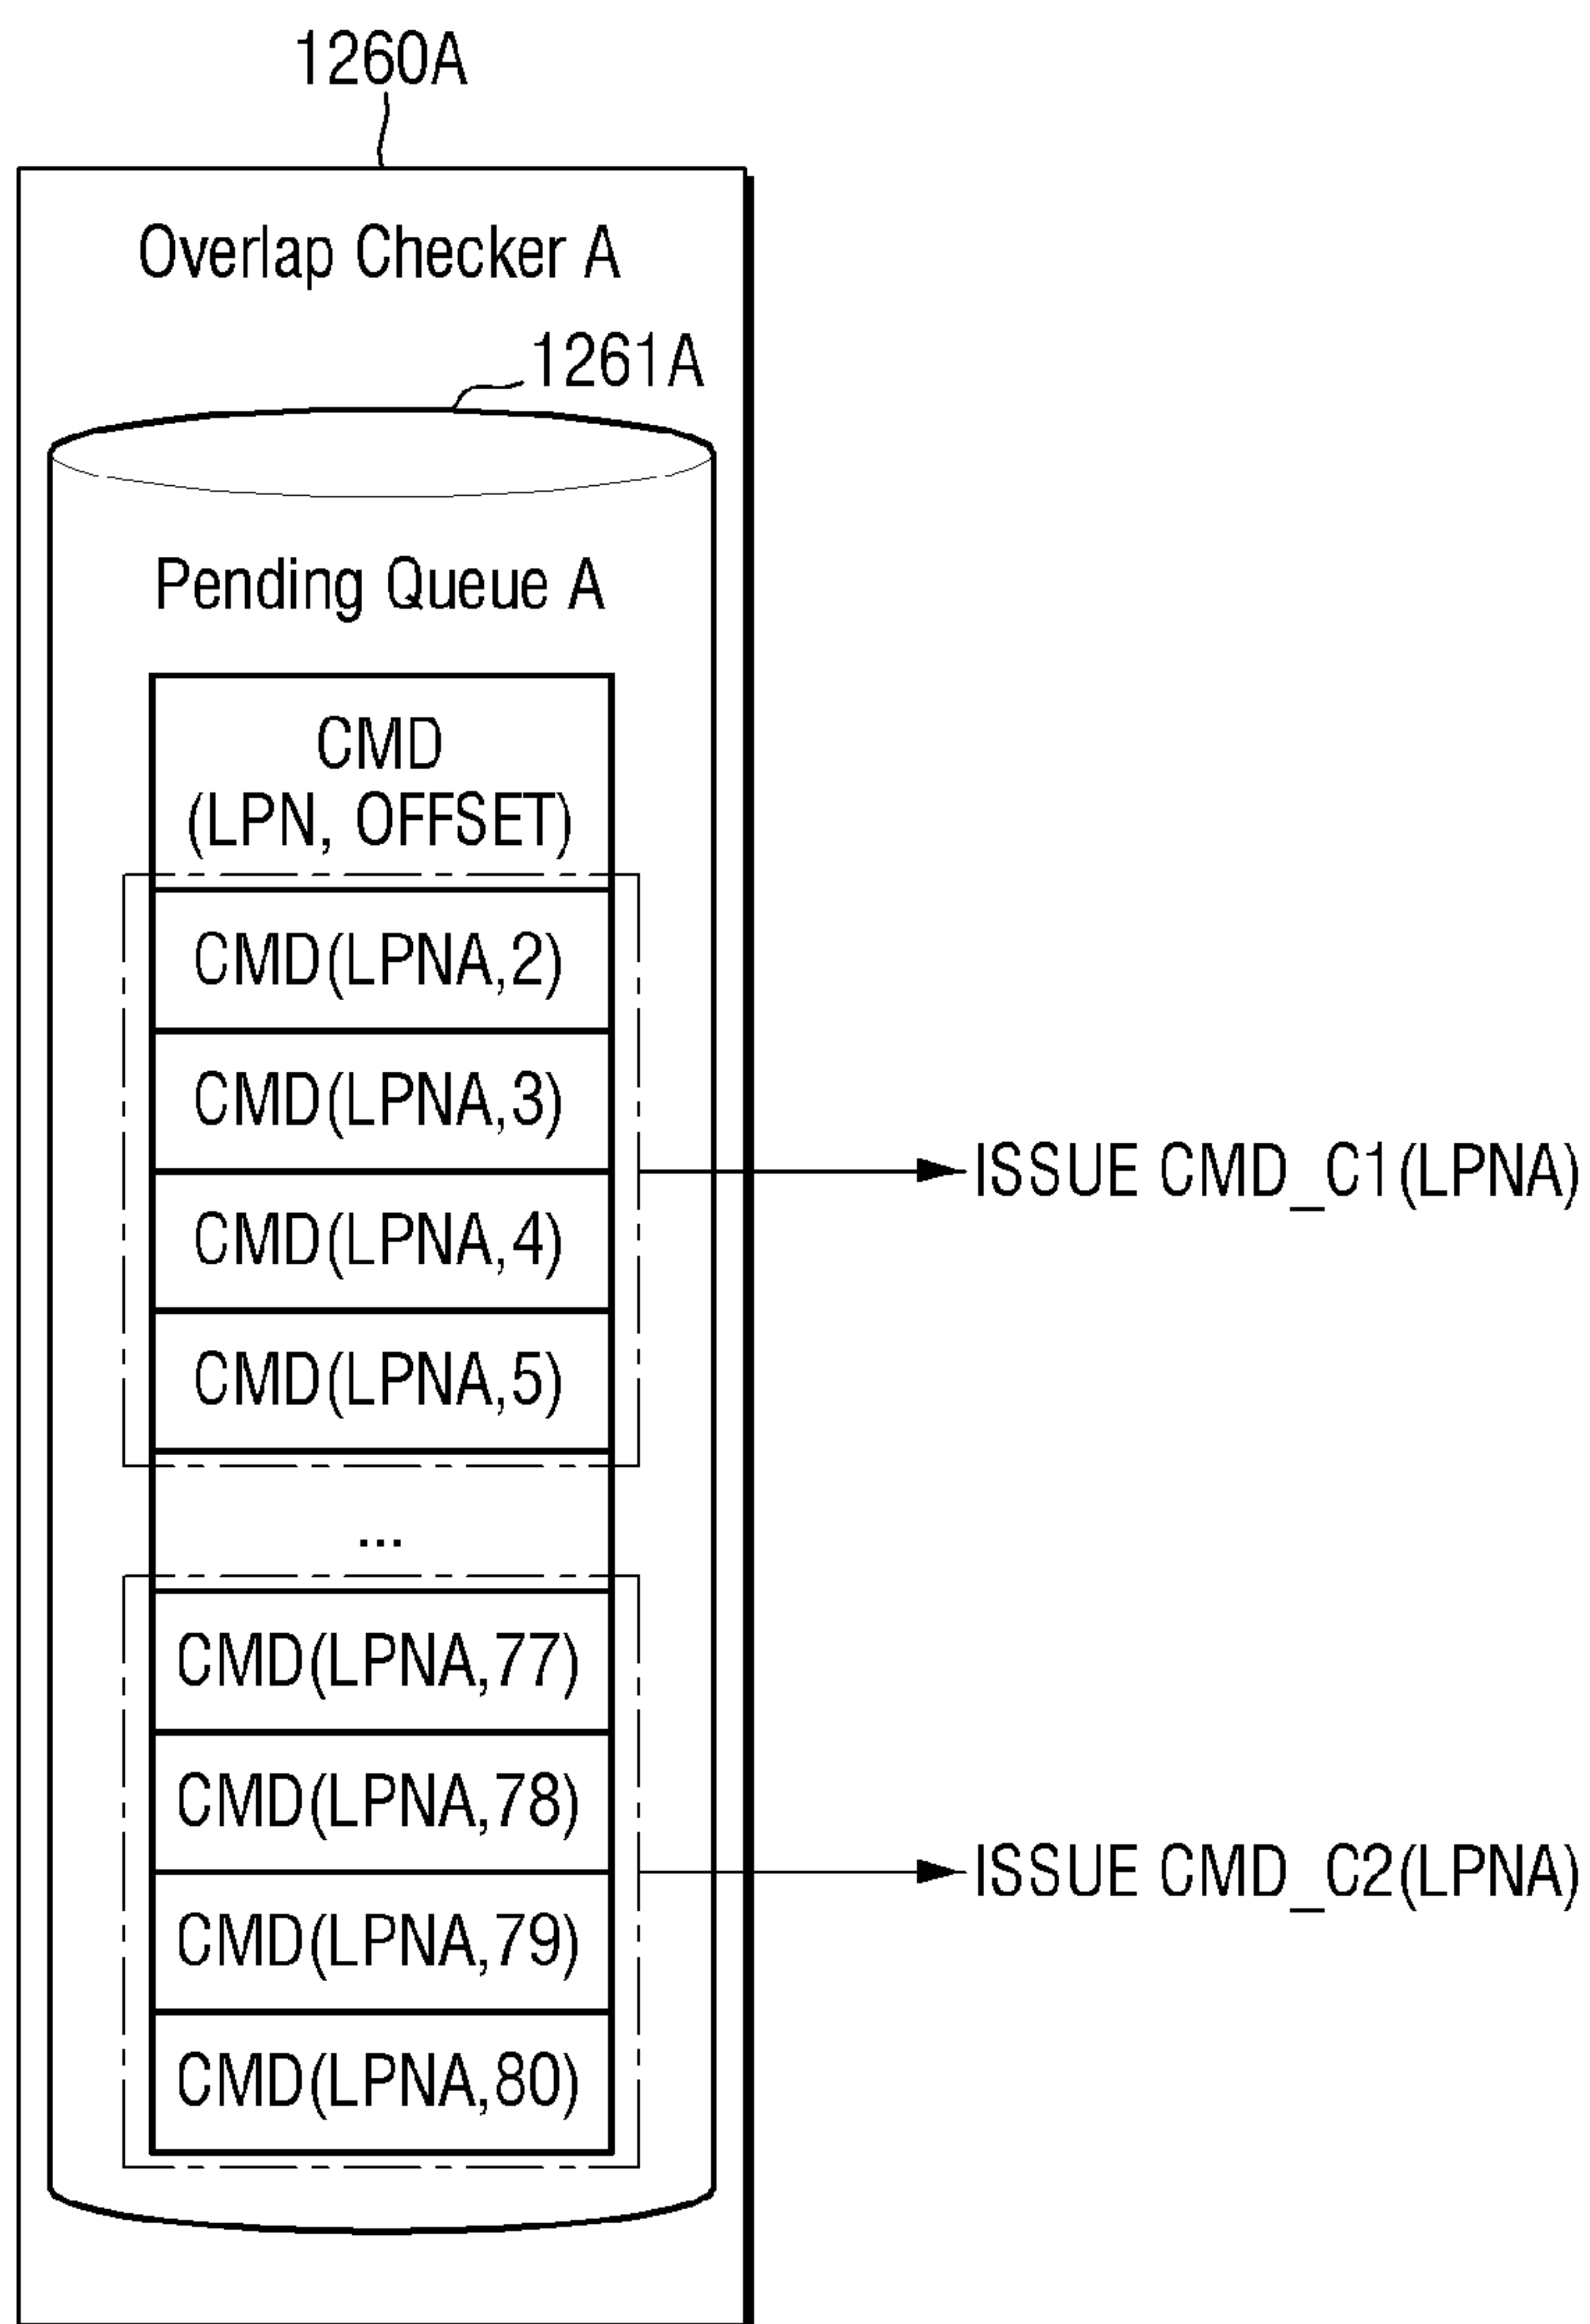 1260A
Overlap Checker A
1261A
Pending Queue A
CMD
(LPN, OFFSET)
CMD(LPNA,2)
CMD(LPNA,3)
CMD(LPNA,4)
CMD(LPNA,5)
ISSUE CMD_C1(LPNA)
...
CMD(LPNA,77)
CMD(LPNA,78)
CMD(LPNA,79)
CMD(LPNA,80)
ISSUE CMD_C2(LPNA)